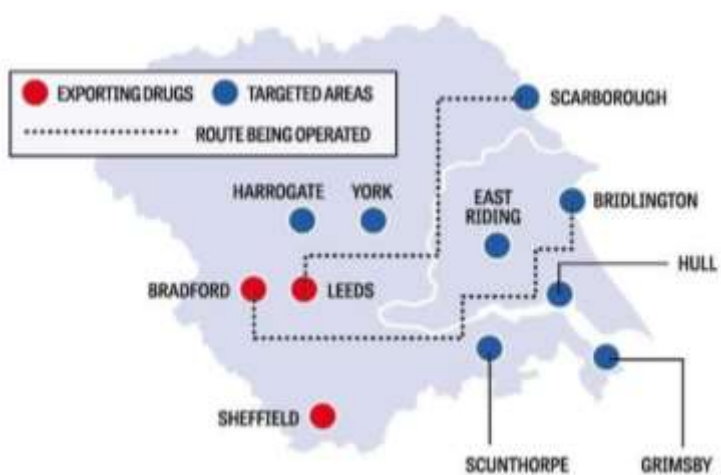 EXPORTING DRUGS
TARGETED AREAS
ROUTE BEING OPERATED
SCARBOROUGH
HARROGATE
YORK
EAST
RIDING
BRIDLINGTON
HULL
BRADFORD
LEEDS
SHEFFIELD
SCUNTHORPE
GRIMSBY